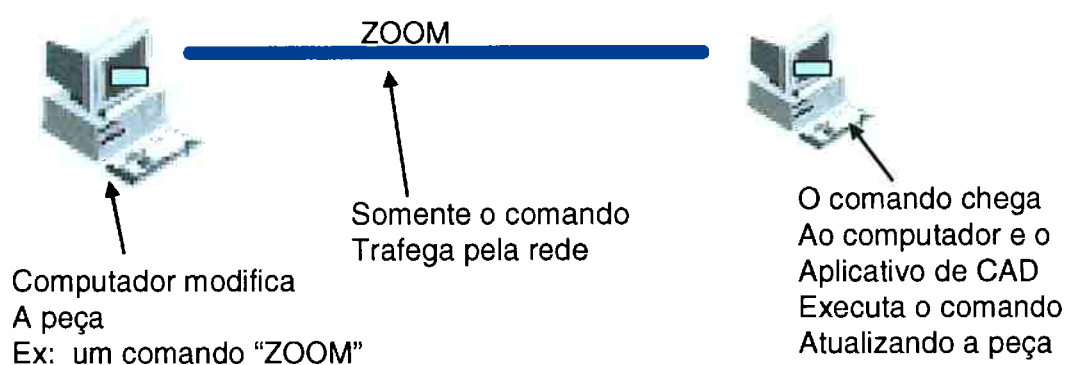 ZOOM
Somente o comando
Trafega pela rede
Computador modifica
A peça
Ex: um comando “ZOOM”
O comando chega
Ao computador e o
Aplicativo de CAD
Executa o comando
Atualizando a peça